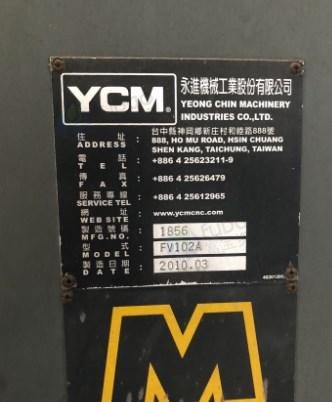 YCM®
永進機械工業股份有限公司
YEONG CHIN MACHINERY
INDUSTRIES CO.,LTD.
住 址 : 台中縣神岡鄉新庄村和睦路888號
ADDRESS 888, HO MU ROAD, HSIN CHUANG
SHEN KANG, TAICHUNG, TAIWAN
電 話 : +886 4 25623211-9
TEL
傳 真 : +886 4 25626479
FAX
服務專線 : +886 4 25612965
SERVICE TEL
網 址 : www.ycmcnc.com
WEB SITE
製造號碼 : 1856
MFG.NO.
型 式 : FV102A
MODEL
製造日期 : 2010.03
DATE
M